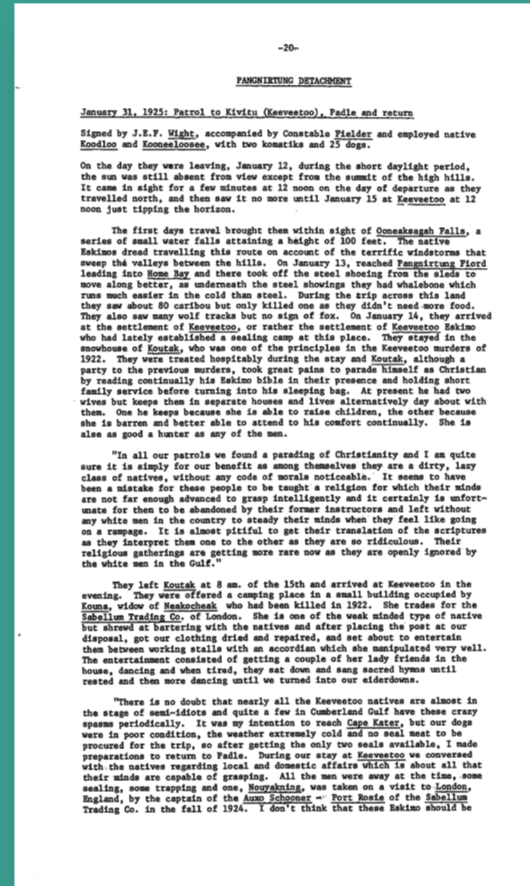 -20-
PANGNIRTUNG DETACHMENT
January 31, 1925: Patrol to Kivitu (Keeveetoo), Padle and return
Signed by J.E.F. Wight, accompanied by Constable Fielder and employed native
Koodloo and Kooneeloosee, with two komatiks and 25 dogs.
On the day they were leaving, January 12, during the short daylight period,
the sun was still absent from view except from the summit of the high hills.
It came in sight for a few minutes at 12 noon on the day of departure as they
travelled north, and then saw it no more until January 15 at Keeveetoo at 12
noon just tipping the horizon.
The first days travel brought them within sight of Ooneaksagah Falls, a
series of small water falls attaining a height of 100 feet. The native
Eskimos dread travelling this route on account of the terrific windstorms that
sweep the valleys between the hills. On January 13, reached Pangnirtung Fiord
leading into Home Bay and there took off the steel shoeing from the sleds to
move along better, as underneath the steel showings they had whalebone which
runs much easier in the cold than steel. During the trip across this land
they saw about 80 caribou but only killed one as they didn't need more food.
They also saw many wolf tracks but no sign of fox. On January 14, they arrived
at the settlement of Keeveetoo, or rather the settlement of Keeveetoo Eskimo
who had lately established a sealing camp at this place. They stayed in the
snowhouse of Koutak, who was one of the principles in the Keeveetoo murders of
1922. They were treated hospitably during the stay and Koutak, although a
party to the previous murders, took great pains to parade himself as Christian
by reading continually his Eskimo bible in their presence and holding short
family service before turning into his sleeping bag. At present he had two
wives but keeps them in separate houses and lives alternatively day about with
them. One he keeps because she is able to raise children, the other because
she is barren and better able to attend to his comfort continually. She is
alse as good a hunter as any of the men.
"In all our patrols we found a parading of Christianity and I am quite
sure it is simply for our benefit as among themselves they are a dirty, lazy
class of natives, without any code of morals noticeable. It seems to have
been a mistake for these people to be taught a religion for which their minds
are not far enough advanced to grasp intelligently and it certainly is unfort-
unate for then to be abandoned by their former instructors and left without
any white men in the country to steady their minds when they feel like going
on a rampage. It is almost pitiful to get their translation of the scriptures
as they interpret them one to the other as they are so ridiculous. Their
religious gatherings are getting more rare now as they are openly ignored by
the white men in the Gulf."
They left Koutak at 8 am. of the 15th and arrived at Keeveetoo in the
evening. They were offered a camping place in a small building occupied by
Kouna, widow of Neakocheak who had been killed in 1922. She trades for the
Sabellum Trading Co. of London. She is one of the weak minded type of native
but shrewd at bartering with the natives and after placing the post at our
disposal, got our clothing dried and repaired, and set about to entertain
them between working stalls with an accordian which she manipulated very well.
The entertainment consisted of getting a couple of her lady friends in the
house, dancing and when tired, they sat down and sang sacred hymns until
rested and then more dancing until we turned into our eiderdowns.
"There is no doubt that nearly all the Keeveetoo natives are almost in
the stage of semi-idiots and quite a few in Cumberland Gulf have these crazy
spasms periodically. It was my intention to reach Cape Kater, but our dogs
were in poor condition, the weather extremely cold and no seal meat to be
procured for the trip, so after getting the only two seals available, I made
preparations to return to Padle. During our stay at Keeveetoo we conversed
with the natives regarding local and domestic affairs which is about all that
their minds are capable of grasping. All the men were away at the time, some
sealing, some trapping and one, Nouyakning, was taken on a visit to London,
England, by the captain of the Auxo Schooner - Port Rosie of the Sabellum
Trading Co. in the fall of 1924. I don't think that these Eskimo should be